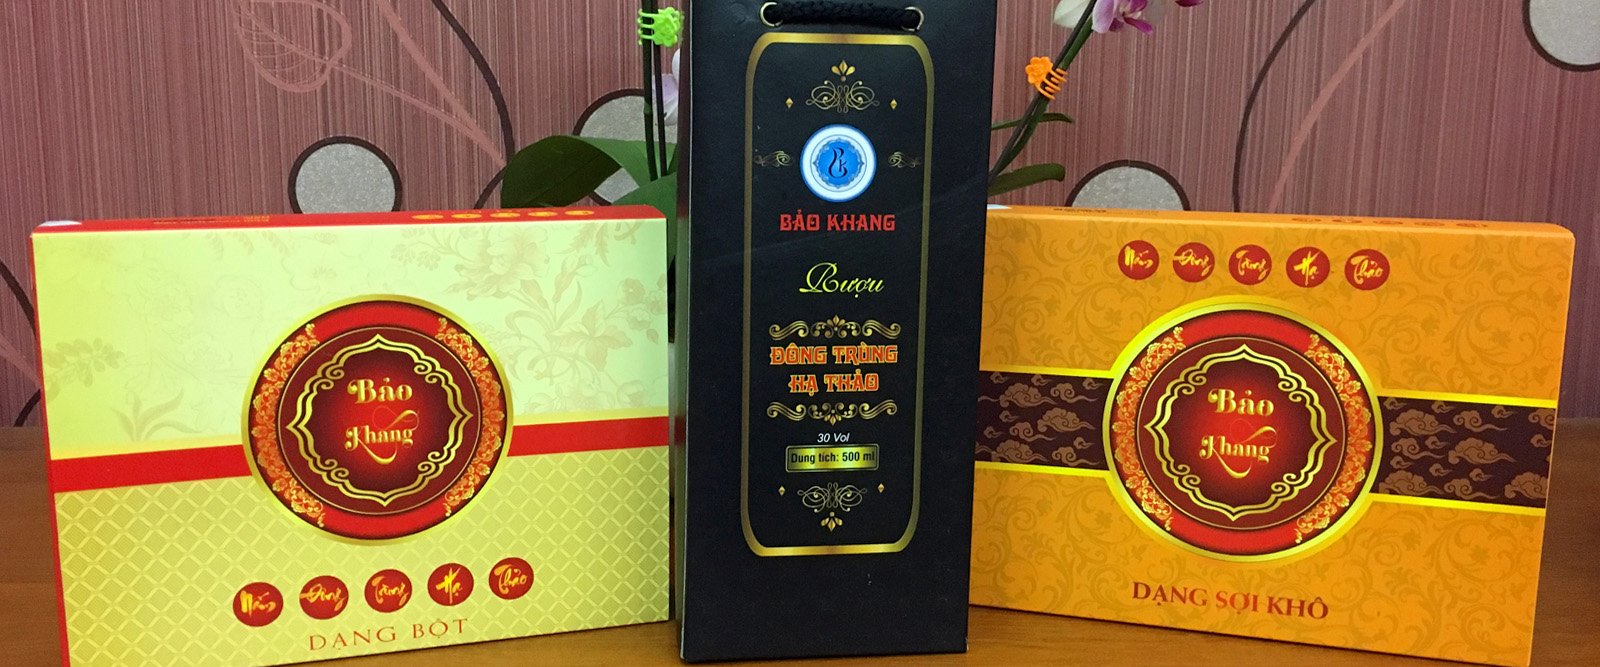 Bảo
Khang
Nấm Đông Trùng Hạ Thảo
DẠNG BỘT
BẢO KHANG
Rượu
ĐÔNG TRÙNG
HẠ THẢO
30 Vol
Dung tích: 500 ml
Nấm Đông Trùng Hạ Thảo
Bảo
Khang
DẠNG SỢI KHÔ